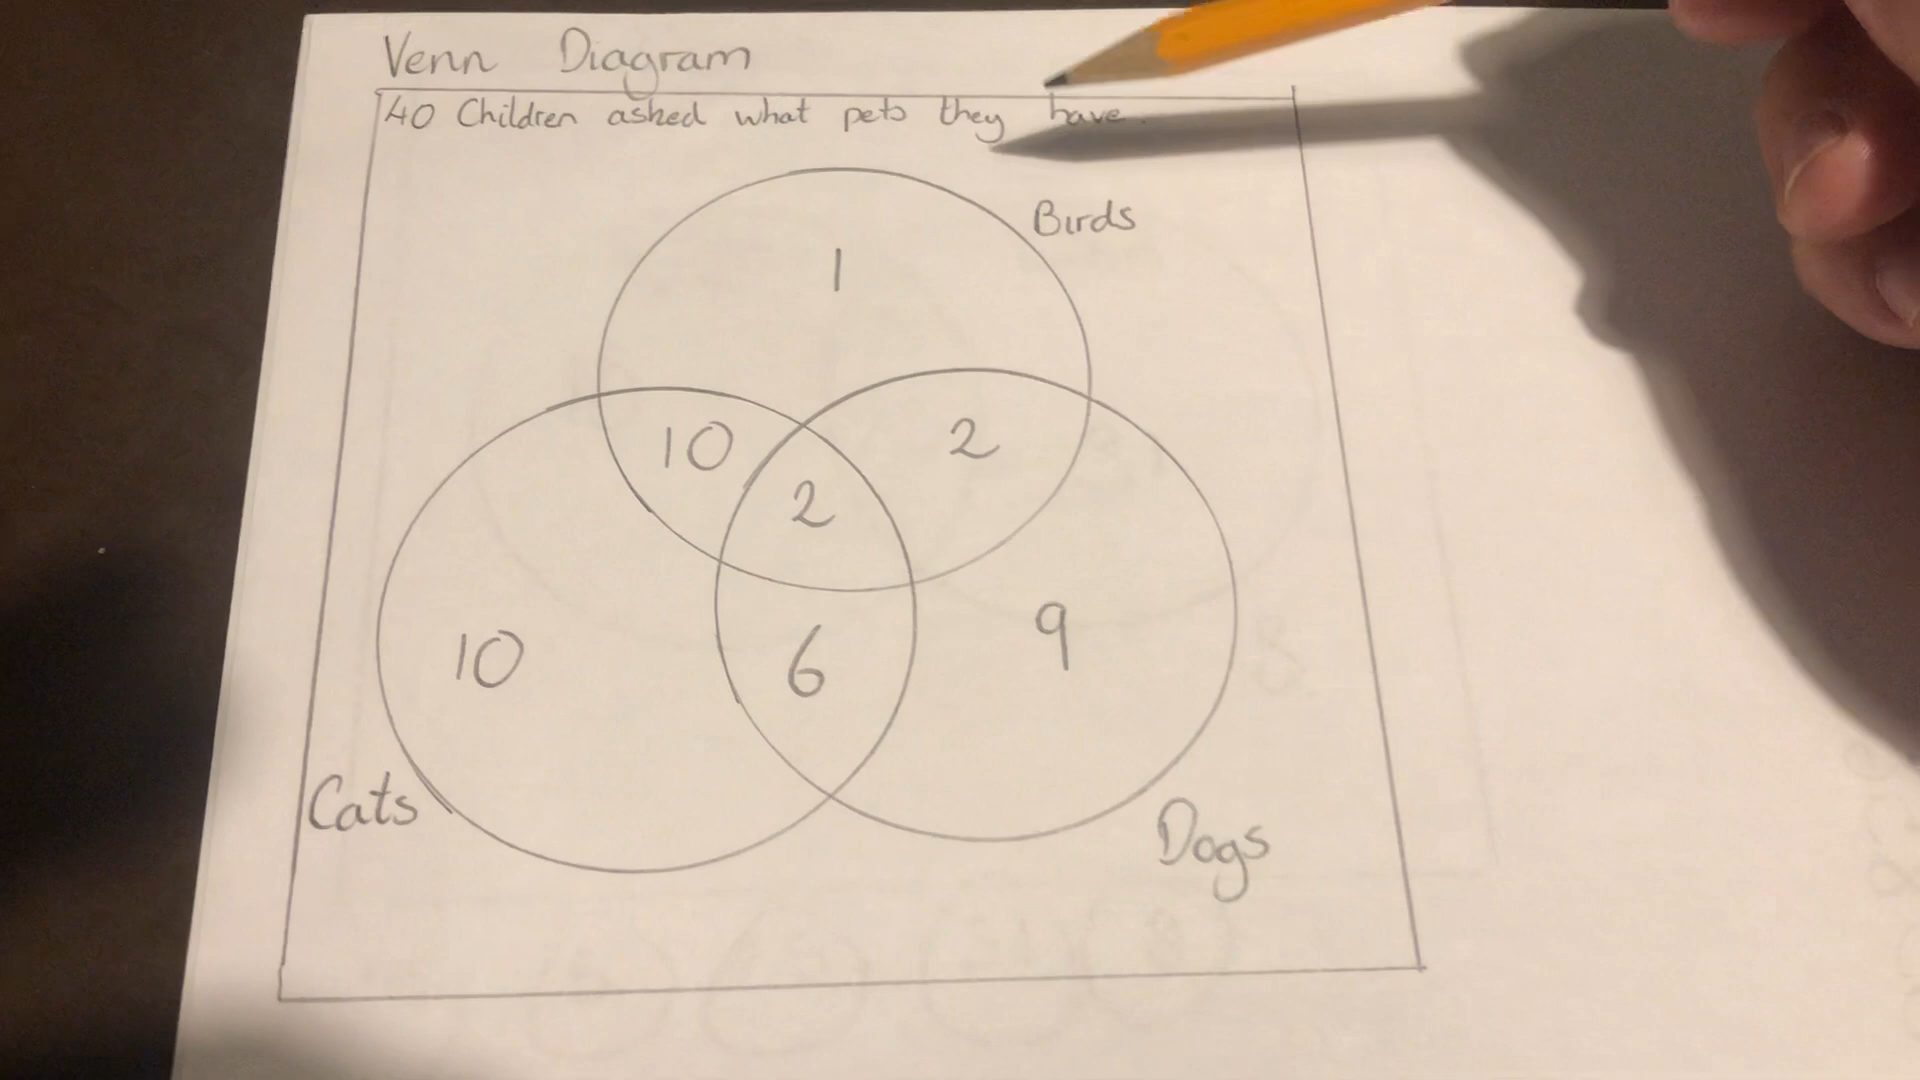 Venn Diagram
40 Children asked what pets they have.
Birds
1
10
2
2
10
6
9
Cats
Dogs